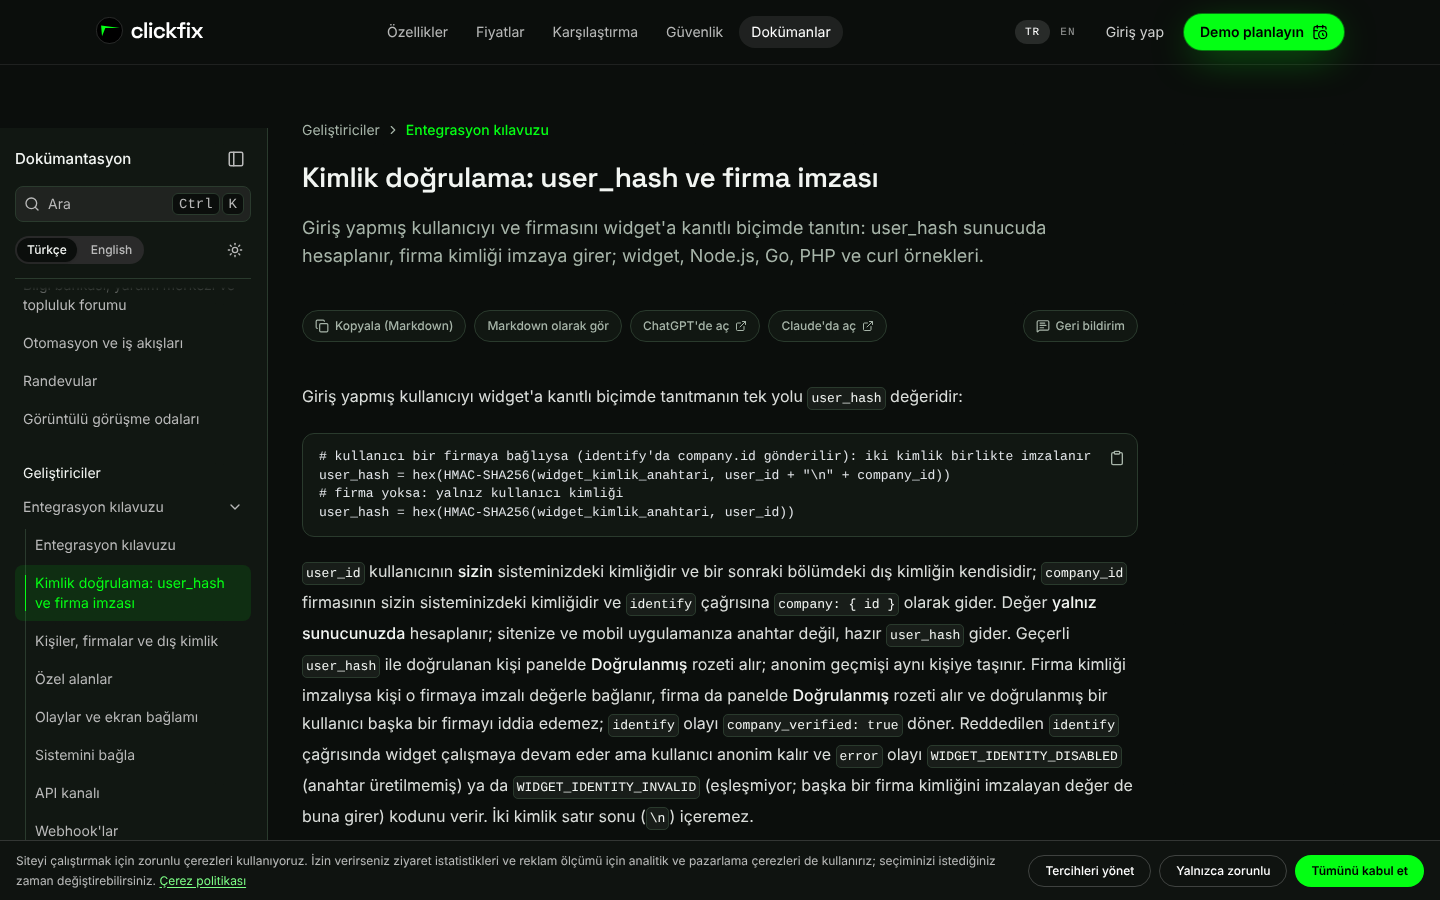 clickfix
Özellikler Fiyatlar Karşılaştırma Güvenlik Dokümanlar
TR EN Giriş yap Demo planlayın
Dokümantasyon
Ara Ctrl K
Türkçe English
topluluk forumu
Otomasyon ve iş akışları
Randevular
Görüntülü görüşme odaları
Geliştiriciler
Entegrasyon kılavuzu
Entegrasyon kılavuzu
Kimlik doğrulama: user_hash
ve firma imzası
Kişiler, firmalar ve dış kimlik
Özel alanlar
Olaylar ve ekran bağlamı
Sistemini bağla
API kanalı
Webhook'lar
Geliştiriciler > Entegrasyon kılavuzu
Kimlik doğrulama: user_hash ve firma imzası
Giriş yapmış kullanıcıyı ve firmasını widget'a kanıtlı biçimde tanıtın: user_hash sunucuda
hesaplanır, firma kimliği imzaya girer; widget, Node.js, Go, PHP ve curl örnekleri.
Kopyala (Markdown) Markdown olarak gör ChatGPT'de aç Claude'da aç Geri bildirim
Giriş yapmış kullanıcıyı widget'a kanıtlı biçimde tanıtmanın tek yolu user_hash değeridir:
# kullanıcı bir firmaya bağlıysa (identify'da company.id gönderilir): iki kimlik birlikte imzalanır
user_hash = hex(HMAC-SHA256(widget_kimlik_anahtari, user_id + "\n" + company_id))
# firma yoksa: yalnız kullanıcı kimliği
user_hash = hex(HMAC-SHA256(widget_kimlik_anahtari, user_id))
user_id kullanıcının sizin sisteminizdeki kimliğidir ve bir sonraki bölümdeki dış kimliğin kendisidir; company_id
firmasının sizin sisteminizdeki kimliğidir ve identify çağrısına company: { id } olarak gider. Değer yalnız
sunucunuzda hesaplanır; sitenize ve mobil uygulamanıza anahtar değil, hazır user_hash gider. Geçerli
user_hash ile doğrulanan kişi panelde Doğrulanmış rozeti alır; anonim geçmişi aynı kişiye taşınır. Firma kimliği
imzalıysa kişi o firmaya imzalı değerle bağlanır, firma da panelde Doğrulanmış rozeti alır ve doğrulanmış bir
kullanıcı başka bir firmayı iddia edemez; identify olayı company_verified: true döner. Reddedilen identify
çağrısında widget çalışmaya devam eder ama kullanıcı anonim kalır ve error olayı WIDGET_IDENTITY_DISABLED
(anahtar üretilmemiş) ya da WIDGET_IDENTITY_INVALID (eşleşmiyor; başka bir firma kimliğini imzalayan değer de
buna girer) kodunu verir. İki kimlik satır sonu (\n) içeremez.
Siteyi çalıştırmak için zorunlu çerezleri kullanıyoruz. İzin verirseniz ziyaret istatistikleri ve reklam ölçümü için analitik ve pazarlama çerezleri de kullanırız; seçiminizi istediğiniz
zaman değiştirebilirsiniz. Çerez politikası
Tercihleri yönet Yalnızca zorunlu Tümünü kabul et